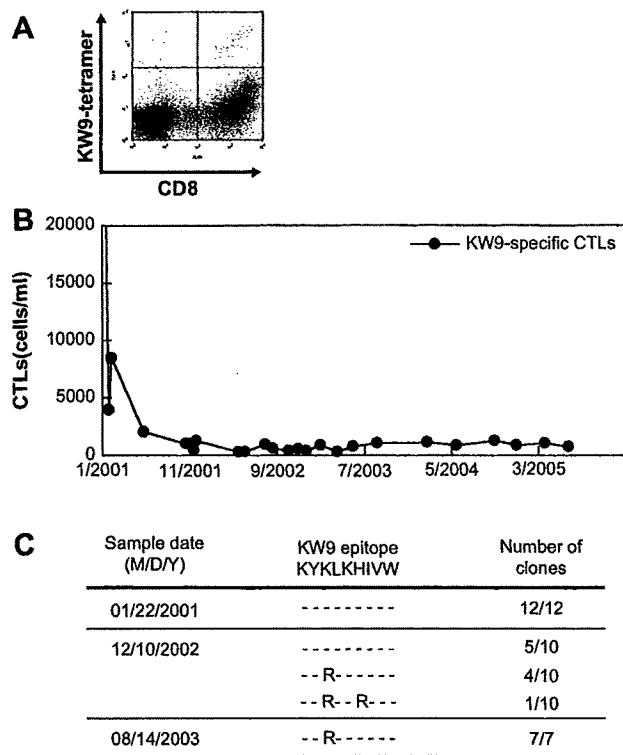 A
KW9-tetramer
CD8
B
KW9-specific CTLs
CTLs(cells/ml)
20000
15000
10000
5000
0
1/2001
11/2001
9/2002
7/2003
5/2004
3/2005
C
Sample date (M/D/Y)
KW9 epitope KYKLKHIVW
Number of clones
01/22/2001 - - - - - - - - - 12/12
12/10/2002 - - - - - - - - - 5/10
- - R - - - - - - 4/10
- - R - - R - - - 1/10
08/14/2003 - - R - - - - - - 7/7